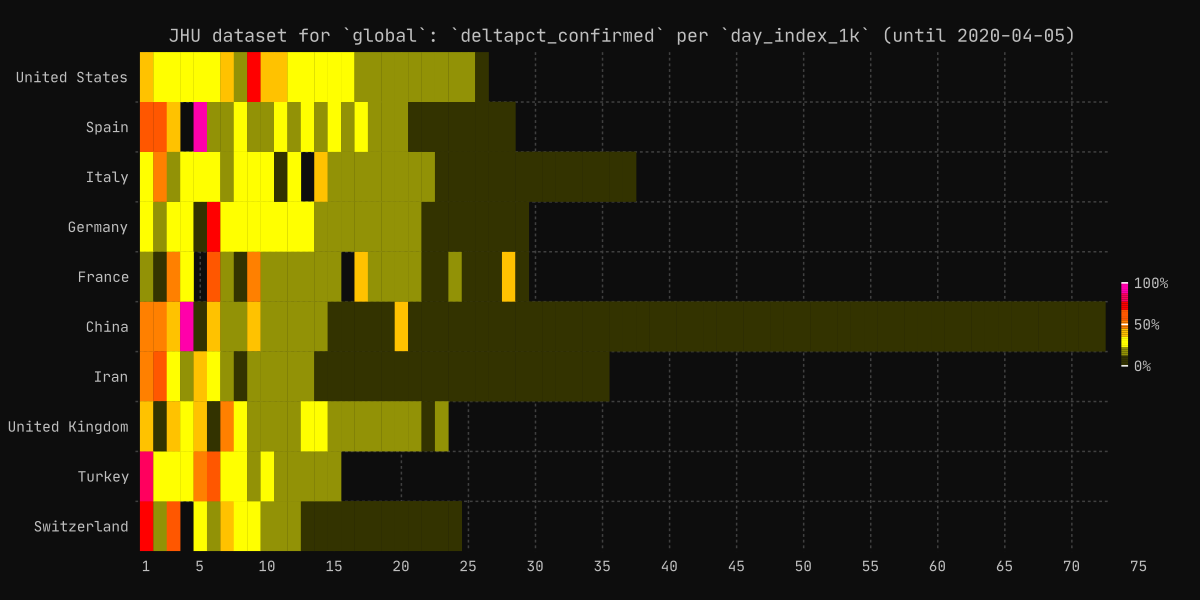 JHU dataset for `global`: `deltapct_confirmed` per `day_index_1k` (until 2020-04-05)
United States
Spain
Italy
Germany
France
China
Iran
United Kingdom
Turkey
Switzerland
1 5 10 15 20 25 30 35 40 45 50 55 60 65 70 75
100%
50%
0%